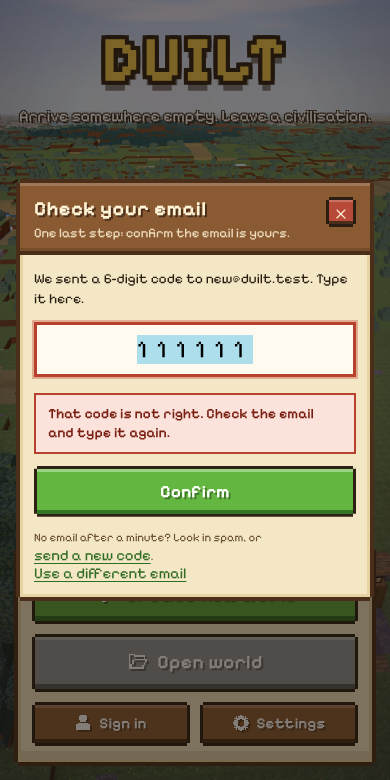 DUILT
Arrive somewhere empty. Leave a civilisation.
Check your email
One last step: confirm the email is yours.
We sent a 6-digit code to new@duilt.test. Type
it here.
111111
That code is not right. Check the email
and type it again.
Confirm
No email after a minute? Look in spam, or
send a new code.
Use a different email
Open world
Sign in
Settings